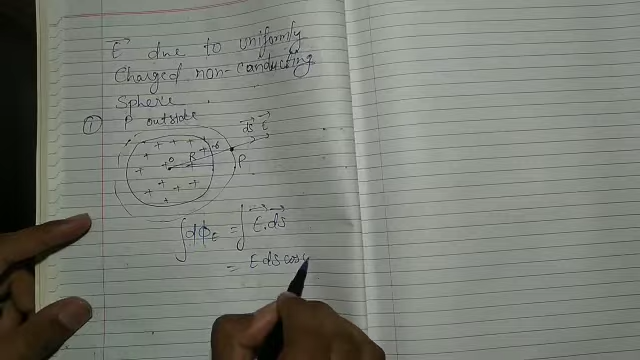 E→ due to uniformly
Charged non-conducting
Sphere.
① P outside
ds→ E→
O R P
∫dϕE = ∫E→.ds→
= E ds cos